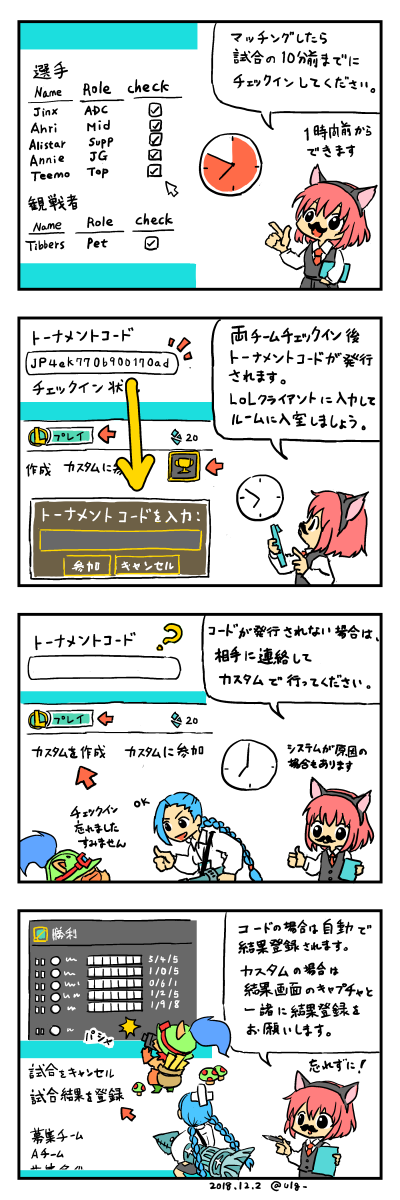 マッチングしたら
試合の10分前までに
チェックインしてください。
選手
Name Role check
Jinx ADC
Ahri Mid
Alistar Supp
Annie JG
Teemo Top
観戦者
Name Role check
Tibbers Pet
1時間前から
できます
トーナメントコード
JP4ek770b900170ad
チェックイン状
プレイ
20
作成 カスタムに参
トーナメントコードを入力:
参加 キャンセル
両チームチェックイン後
トーナメントコードが発行
されます。
LoLクライアントに入力して
ルームに入室しましょう。
トーナメントコード
?
プレイ
20
カスタムを作成 カスタムに参加
コードが発行されない場合は、
相手に連絡して
カスタムで行ってください。
システムが原因の
場合もあります
チェックイン
忘れました
すみません
OK
勝利
5/4/5
1/0/5
0/6/1
1/2/5
1/9/8
パシャ
試合をキャンセル
試合結果を登録
募集チーム
Aチーム
コードの場合は自動で
結果登録されます。
カスタムの場合は
結果画面のキャプチャと
一緒に結果登録を
お願いします。
忘れずに!
2018.12.2 @ulg-